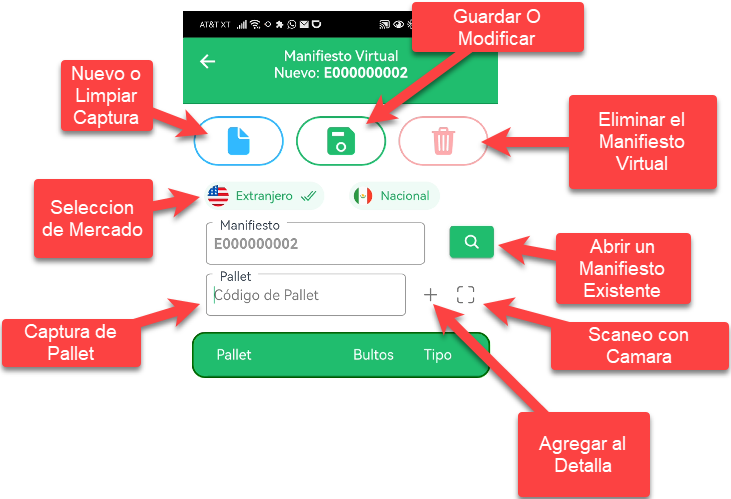 AT&T XT
Guardar O
Modificar
Manifiesto Virtual
Nuevo: E000000002
Nuevo o
Limpiar
Captura
Eliminar el
Manifiesto
Virtual
Seleccion
de Mercado
Extranjero
Nacional
Manifiesto
E000000002
Abrir un
Manifiesto
Existente
Pallet
Código de Pallet
Captura de
Pallet
Scaneo con
Camara
Pallet Bultos Tipo
Agregar al
Detalla